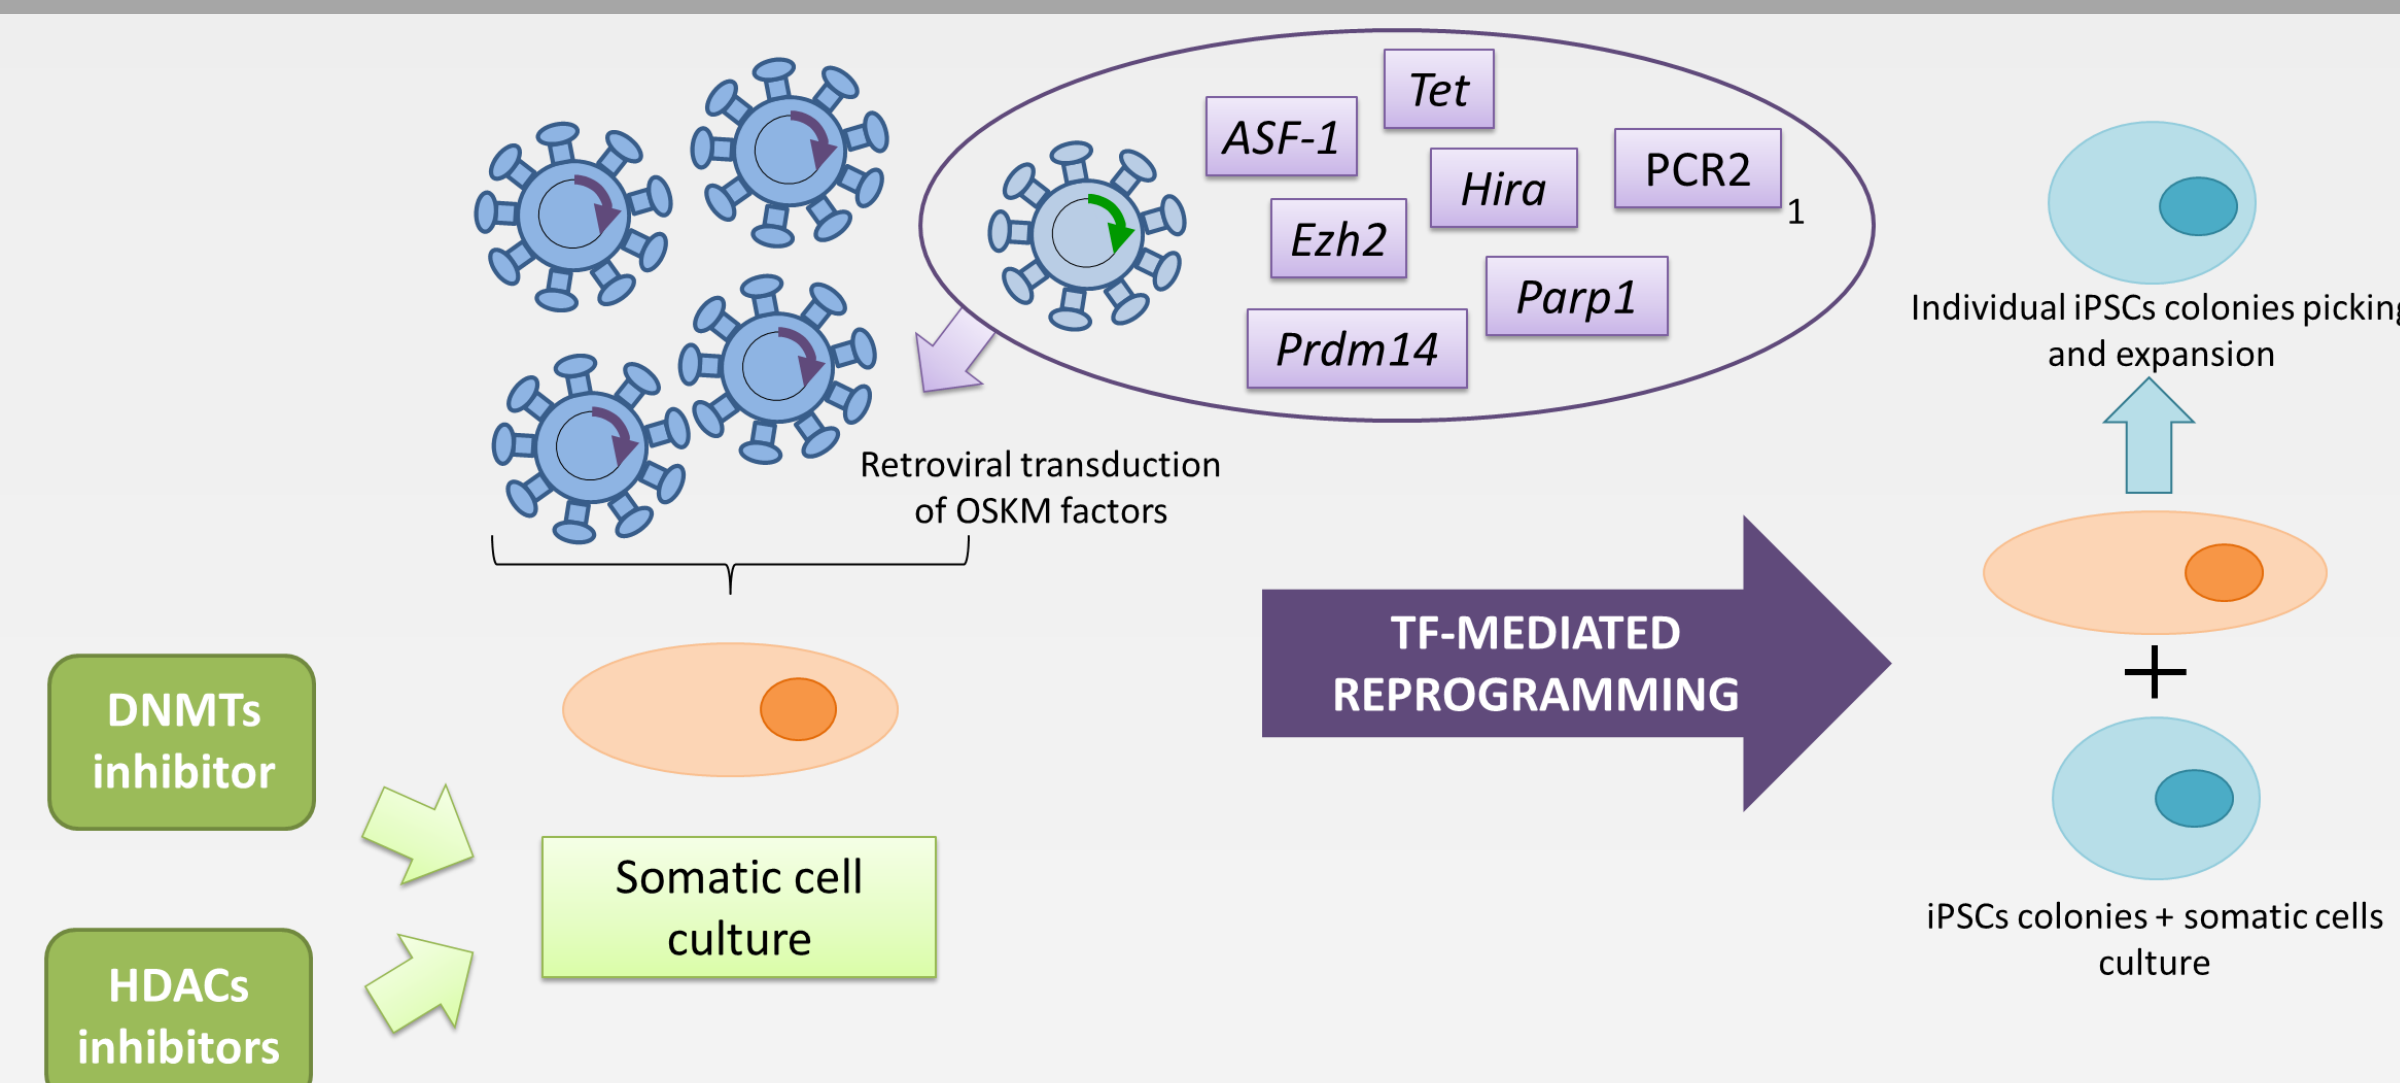 Tet
ASF-1
PCR2
1
Hira
Ezh2
Parp1
Prdm14
Retroviral transduction
of OSKM factors
Individual iPSCs colonies picking
and expansion
TF-MEDIATED
REPROGRAMMING
DNMTs
inhibitor
Somatic cell
culture
HDACs
inhibitors
+
iPSCs colonies + somatic cells
culture